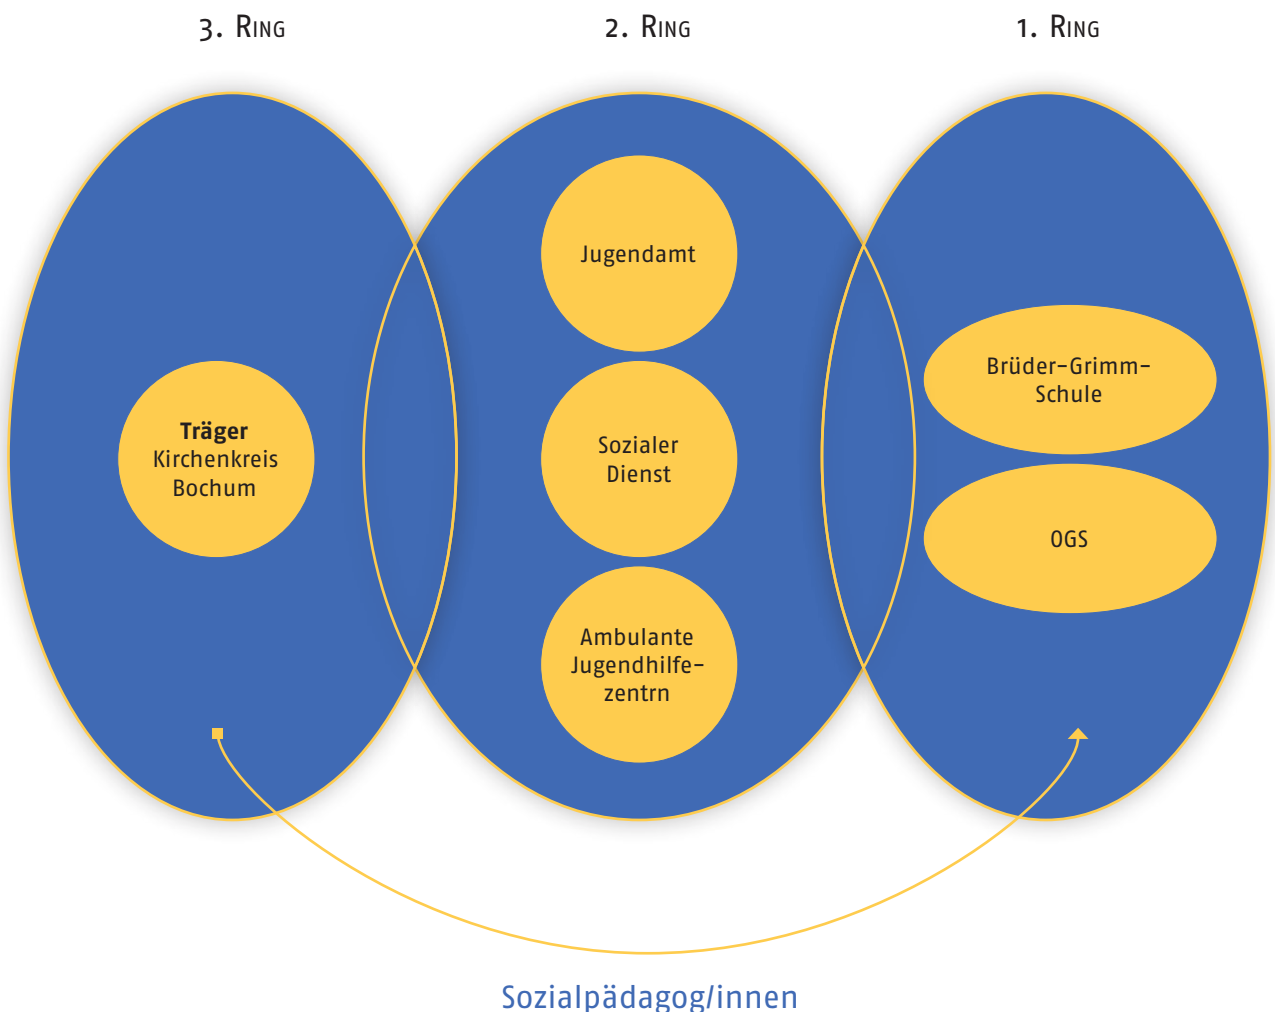 3. Ring
2. Ring
1. Ring
Träger
Kirchenkreis
Bochum
Jugendamt
Sozialer
Dienst
Ambulante
Jugendhilfe-
zentrn
Brüder-Grimm-
Schule
OGS
Sozialpädagog/innen